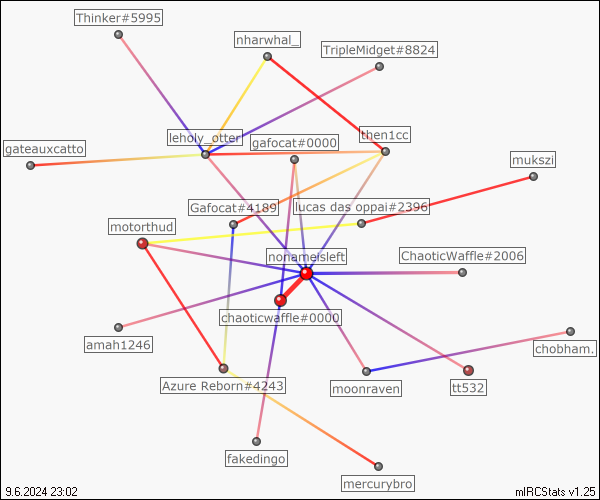 Thinker#5995
nharwhal_
TripleMidget#8824
leholy_otter
gafocat#0000
then1cc
gateauxcatto
mukszi
Gafocat#4189
lucas das oppai#2396
motorthud
nonameisleft
ChaoticWaffle#2006
chaoticwaffle#0000
amah1246
chobham.
Azure Reborn#4243
moonraven
tt532
fakedingo
mercurybro
9.6.2024 23:02
mIRCStats v1.25